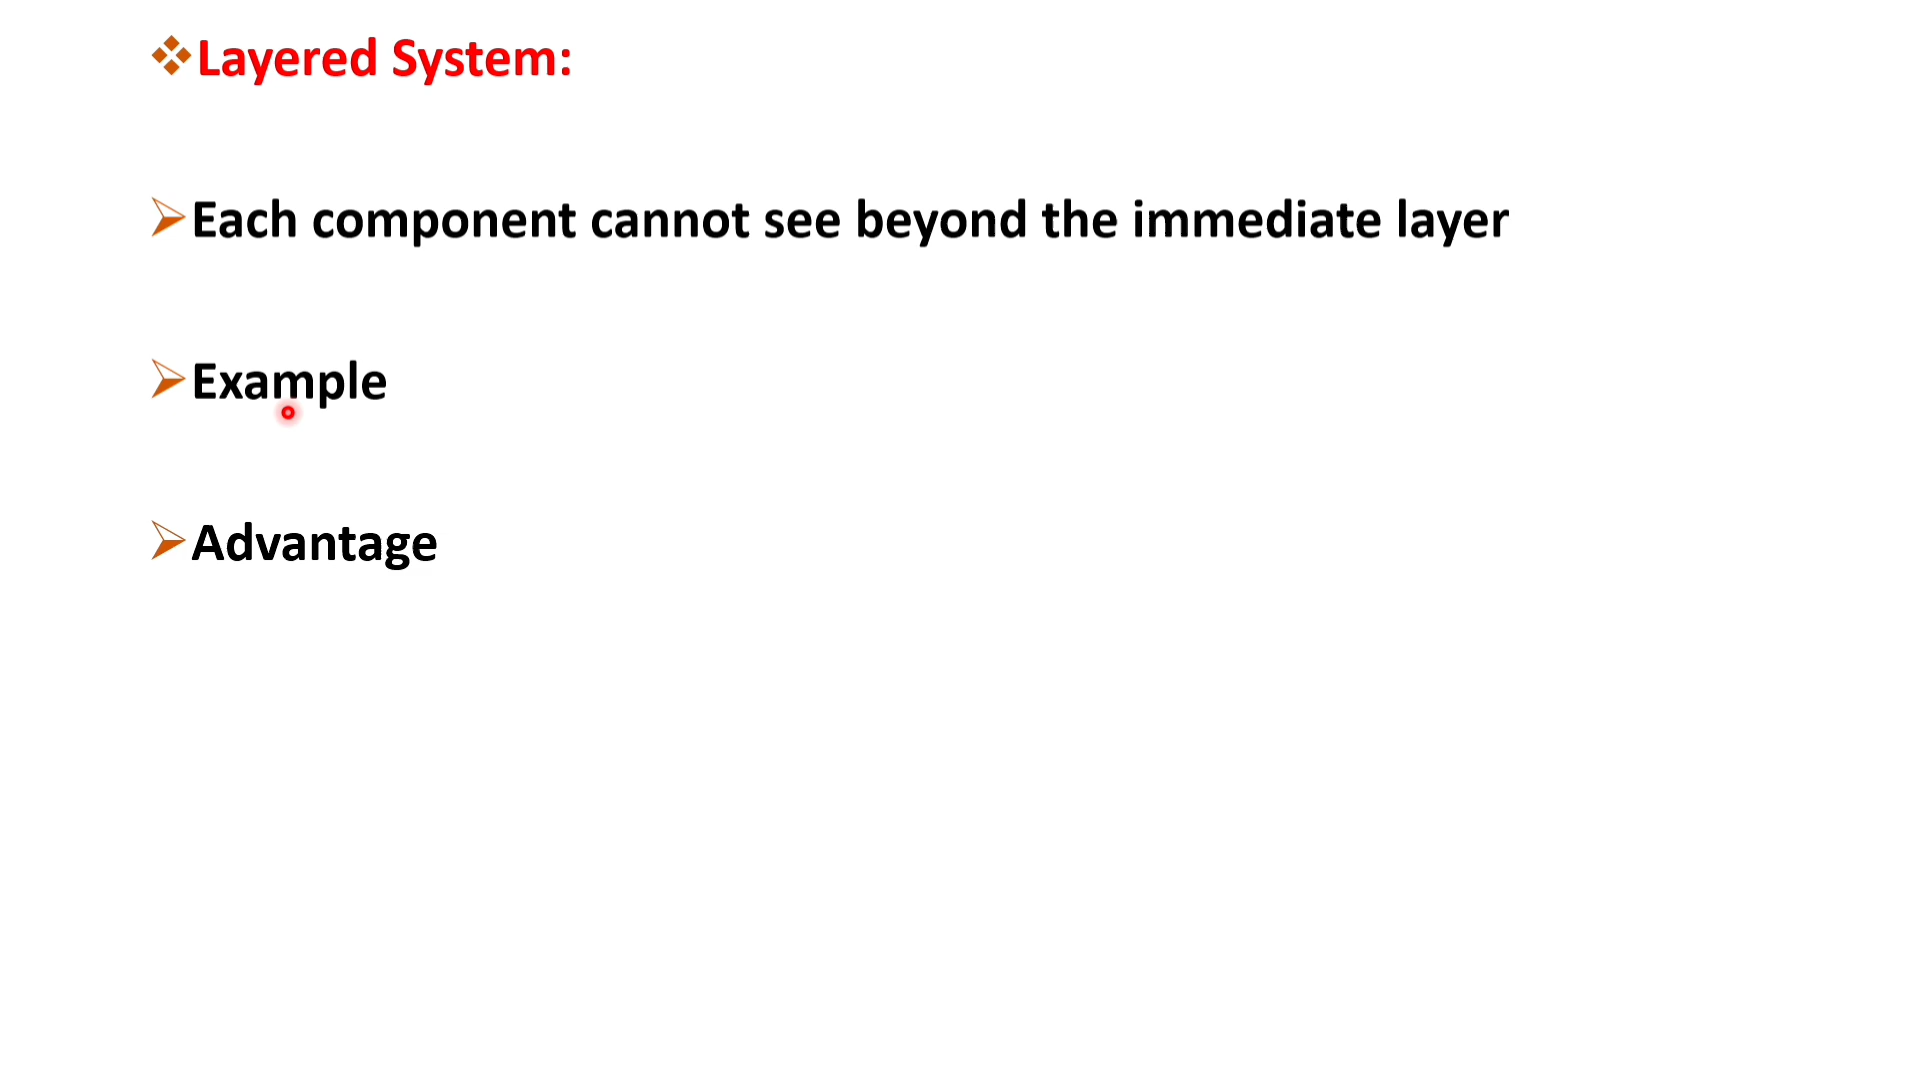 Layered System:
Each component cannot see beyond the immediate layer
Example
Advantage